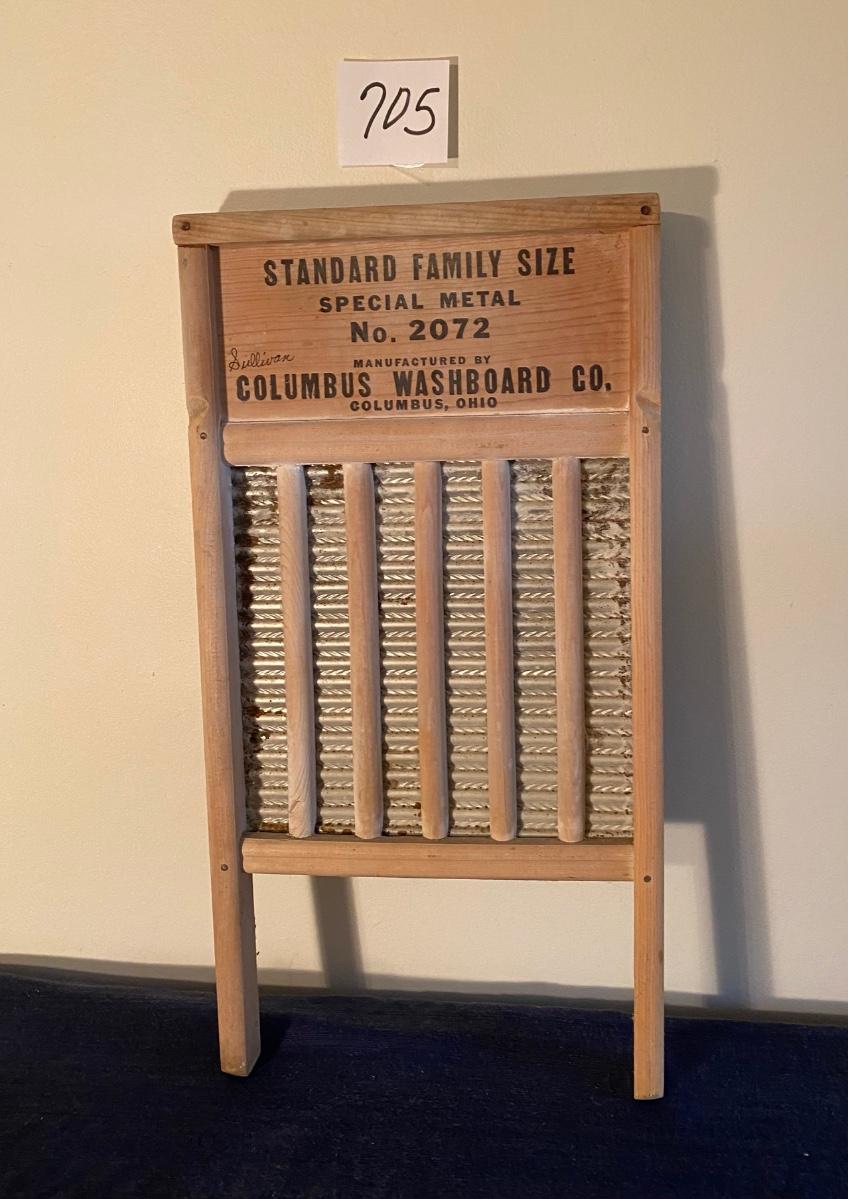 705
STANDARD FAMILY SIZE
SPECIAL METAL
No. 2072
Sullivan
MANUFACTURED BY
COLUMBUS WASHBOARD CO.
COLUMBUS, OHIO